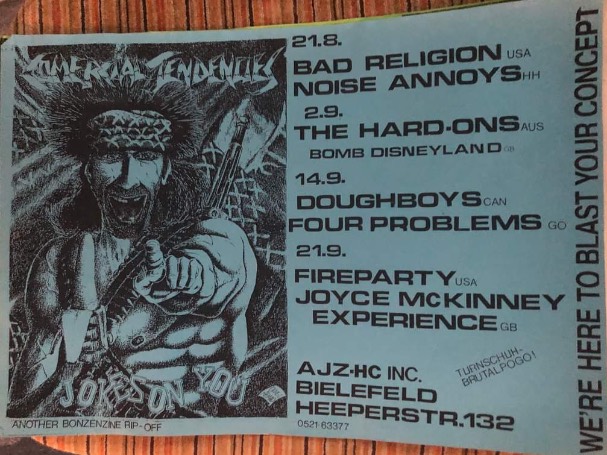 COMERCIAL TENDENCIES
JOKES ON YOU
ANOTHER BONZENZINE RIP-OFF
21.8.
BAD RELIGION USA
NOISE ANNOYS HH
2.9.
THE HARD-ONS AUS
BOMB DISNEYLAND GB
14.9.
DOUGHBOYS CAN
FOUR PROBLEMS GO
21.9.
FIREPARTY USA
JOYCE MCKINNEY
EXPERIENCE GB
AJZ-HC INC.
BIELEFELD
HEEPERSTR.132
0521-63377
TURNSCHUH-
BRUTALPOGO!
WE'RE HERE TO BLAST YOUR CONCEPT